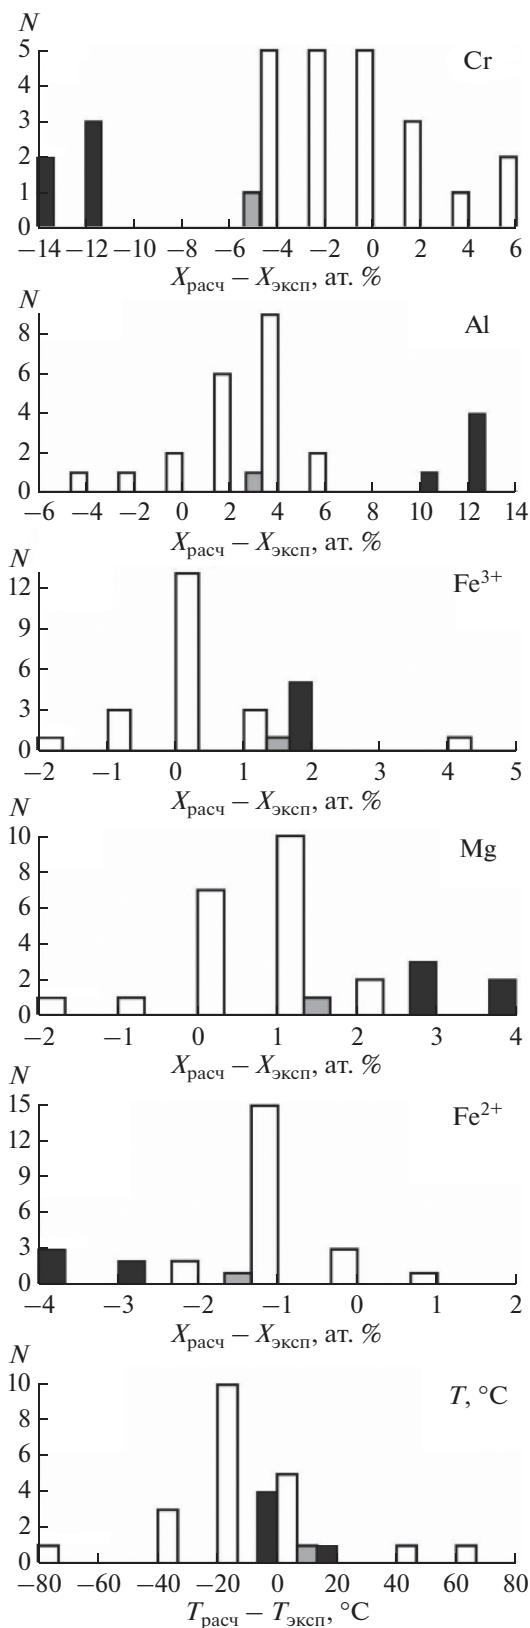 N
5
Cr
4
3
2
1
0
−14 −12 −10 −8 −6 −4 −2 0 2 4 6
Xрасч − Xэксп, ат. %
N
8
Al
6
4
2
0
−6 −4 −2 0 2 4 6 8 10 12 14
Xрасч − Xэксп, ат. %
N
12
Fe³⁺
9
6
3
0
−2 −1 0 1 2 3 4 5
Xрасч − Xэксп, ат. %
N
10
Mg
8
6
4
2
0
−2 −1 0 1 2 3 4
Xрасч − Xэксп, ат. %
N
15
Fe²⁺
12
9
6
3
0
−4 −3 −2 −1 0 1 2
Xрасч − Xэксп, ат. %
N
10
T, °C
8
6
4
2
0
−80 −60 −40 −20 0 20 40 60 80
Tрасч − Tэксп, °C